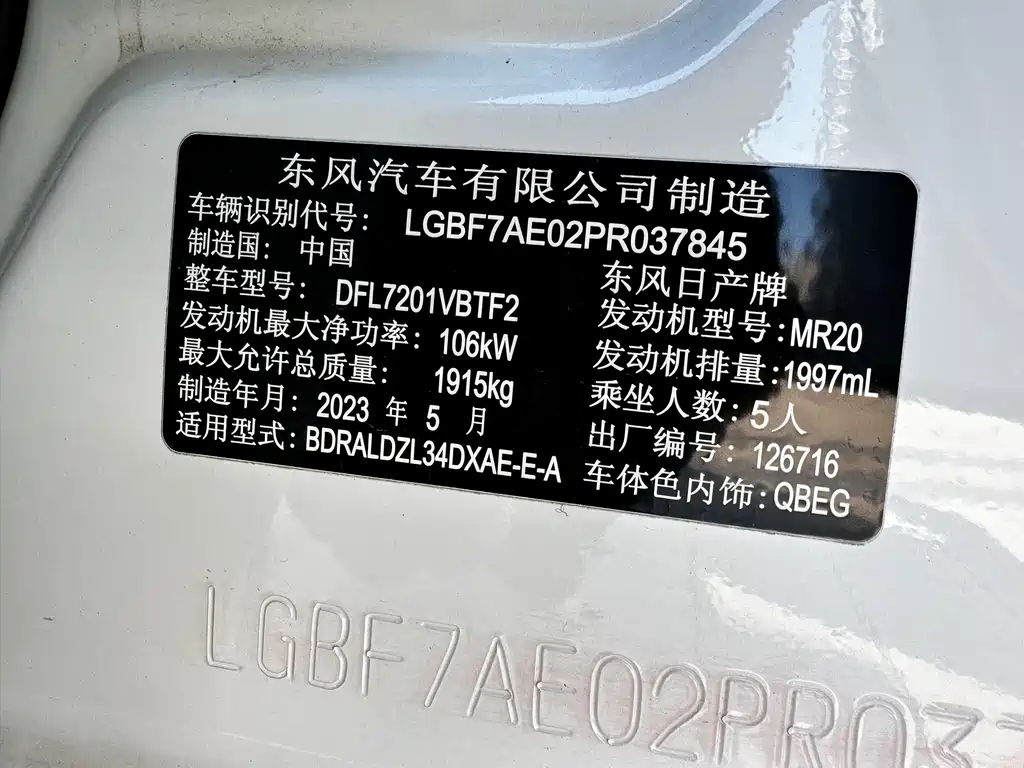 东风汽车有限公司制造
车辆识别代号： LGBF7AE02PR037845
制造国： 中国 东风日产牌
整车型号： DFL7201VBTF2 发动机型号：MR20
发动机最大净功率： 106kW 发动机排量：1997mL
最大允许总质量： 1915kg 乘坐人数：5人
制造年月：2023 年 5 月 出厂编号：126716
适用型式：BDRALDZL34DXAE-E-A 车体色内饰：QBEG
LGBF7AE02PR037